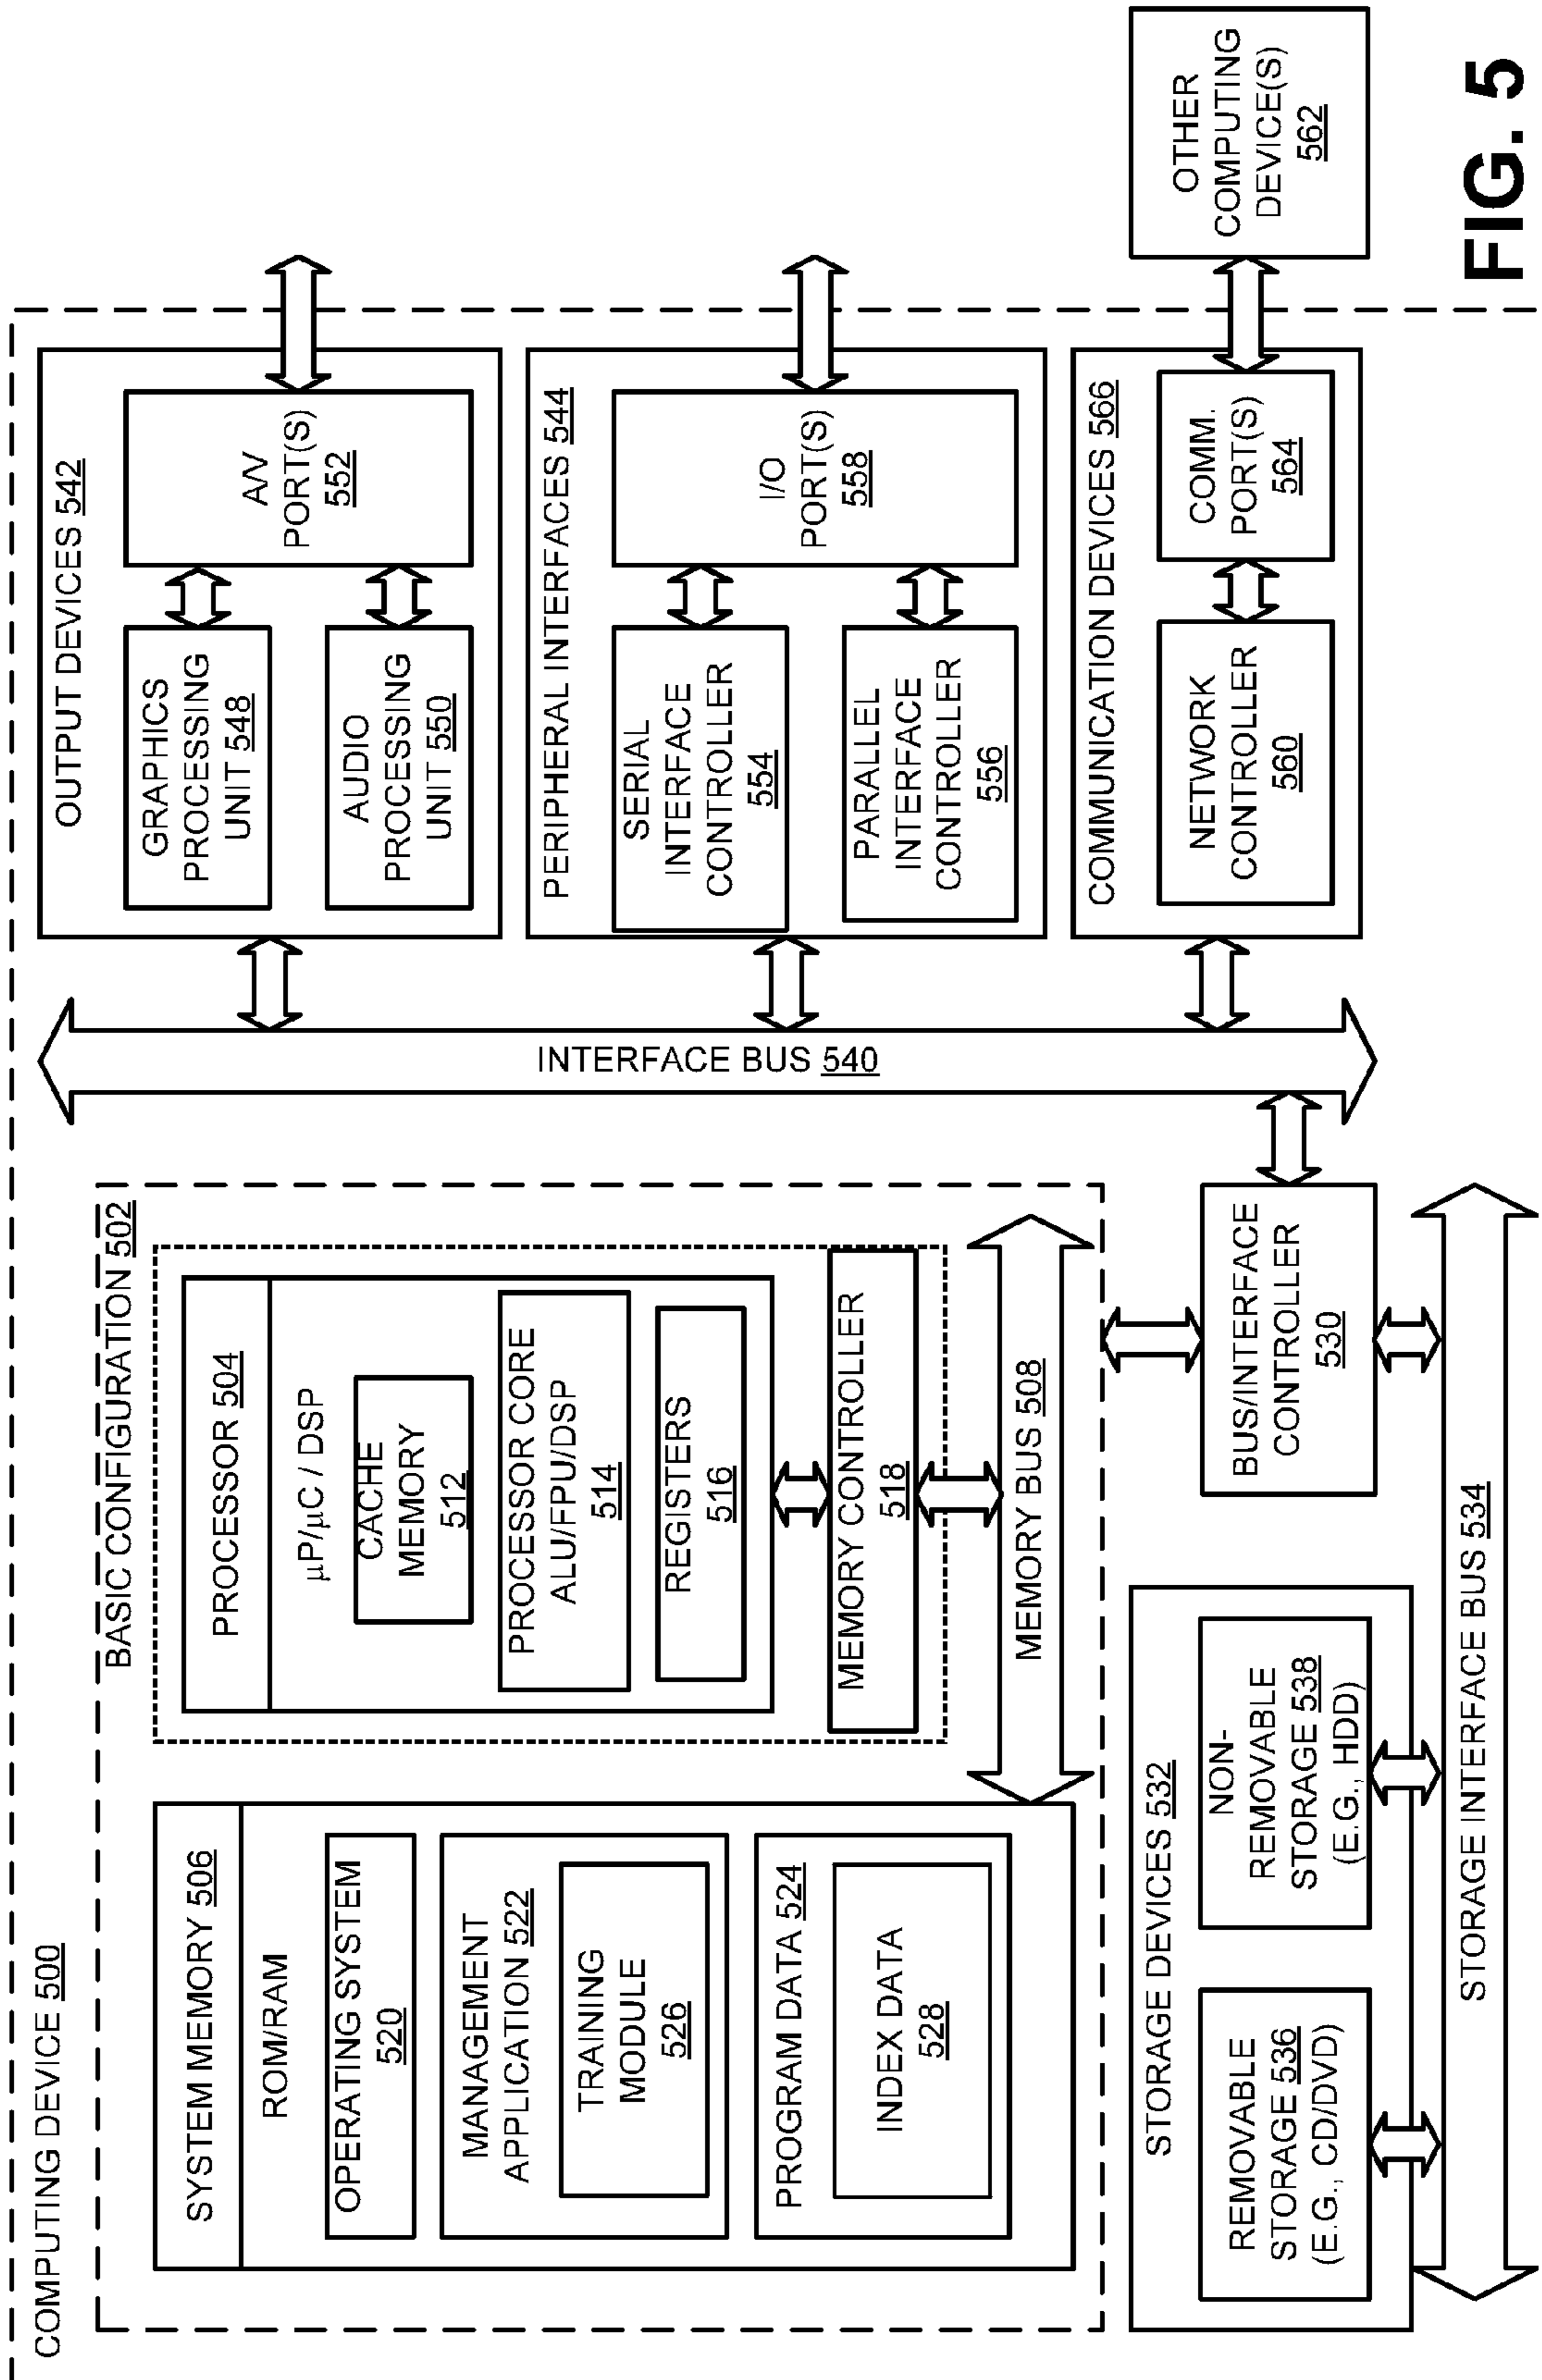 COMPUTING DEVICE 500
BASIC CONFIGURATION 502
SYSTEM MEMORY 506
ROM/RAM
OPERATING SYSTEM
520
MANAGEMENT
APPLICATION 522
TRAINING
MODULE
526
PROGRAM DATA 524
INDEX DATA
528
PROCESSOR 504
µP/µC / DSP
CACHE
MEMORY
512
PROCESSOR CORE
ALU/FPU/DSP
514
REGISTERS
516
MEMORY CONTROLLER
518
MEMORY BUS 508
STORAGE DEVICES 532
REMOVABLE
STORAGE 536
(E.G., CD/DVD)
NON-
REMOVABLE
STORAGE 538
(E.G., HDD)
BUS/INTERFACE
CONTROLLER
530
STORAGE INTERFACE BUS 534
INTERFACE BUS 540
OUTPUT DEVICES 542
GRAPHICS
PROCESSING
UNIT 548
AUDIO
PROCESSING
UNIT 550
A/V
PORT(S)
552
PERIPHERAL INTERFACES 544
SERIAL
INTERFACE
CONTROLLER
554
PARALLEL
INTERFACE
CONTROLLER
556
I/O
PORT(S)
558
COMMUNICATION DEVICES 566
NETWORK
CONTROLLER
560
COMM.
PORT(S)
564
OTHER
COMPUTING
DEVICE(S)
562
FIG. 5